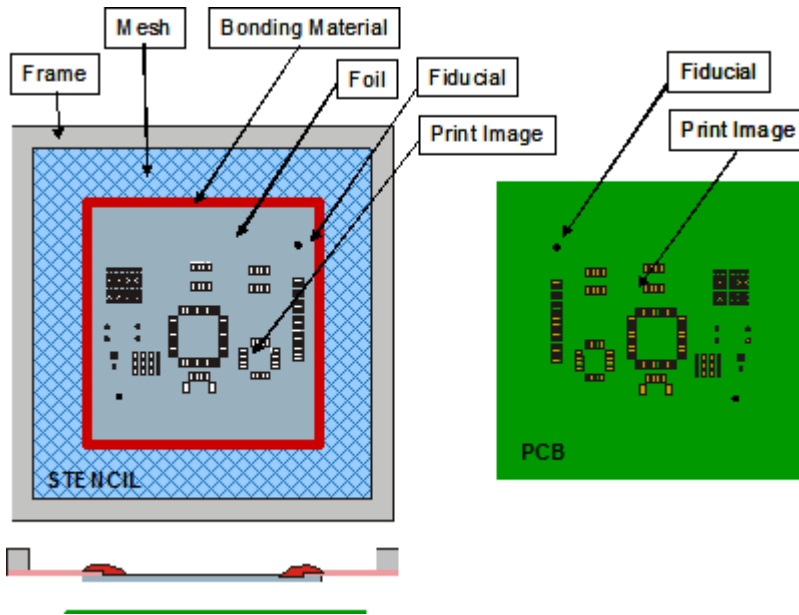 Mesh
Bonding Material
Frame
Foil
Fiducial
Print Image
Fiducial
Print Image
STENCIL
PCB